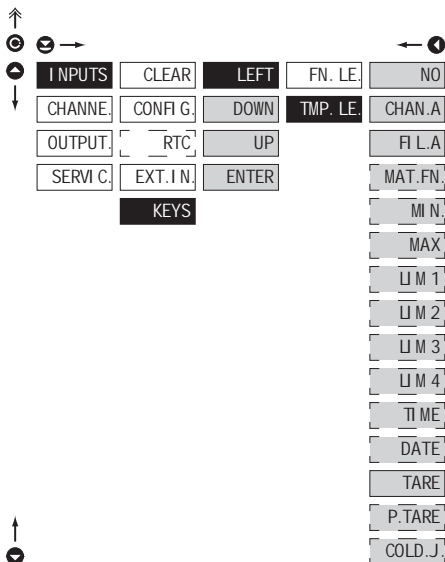 INPUTS CLEAR LEFT FN. LE. NO
CHANNE. CONFIG. DOWN TMP. LE. CHAN.A
OUTPUT. RTC UP FIL.A
SERVIC. EXT.IN. ENTER MAT.FN.
KEYS MIN.
MAX
LIM 1
LIM 2
LIM 3
LIM 4
TIME
DATE
TARE
P.TARE
COLD.J.